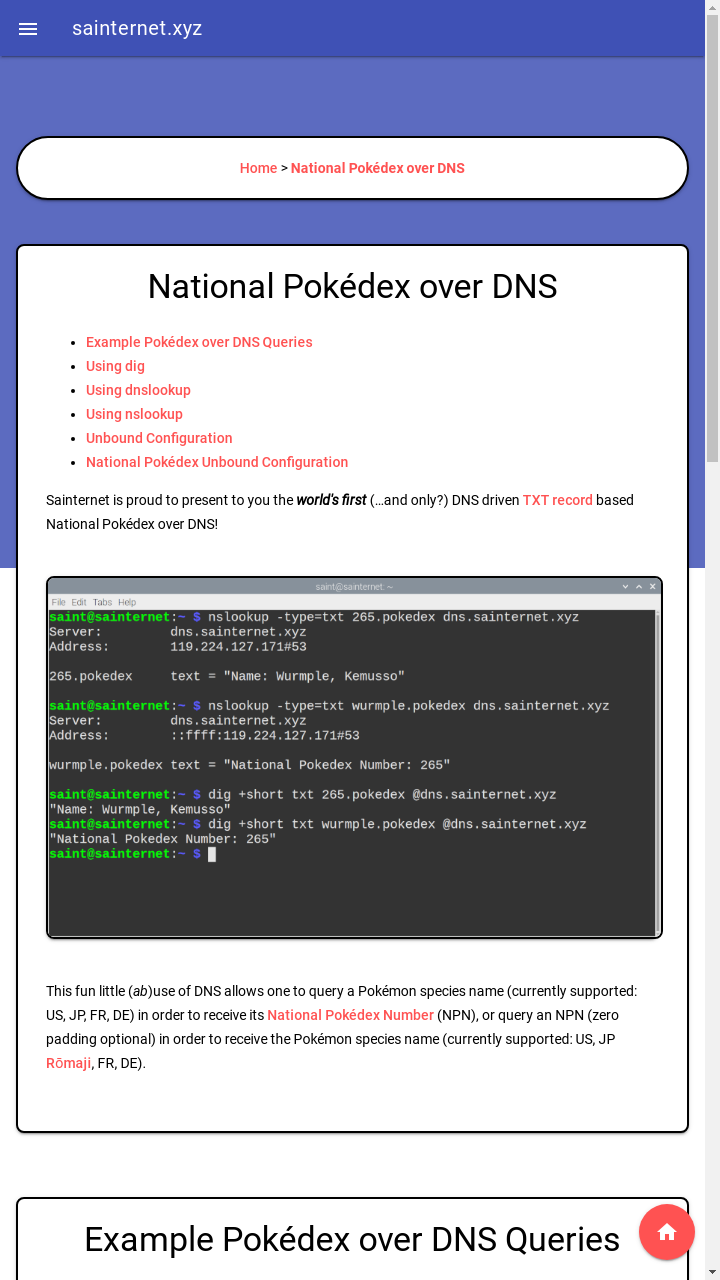 sainternet.xyz
Home > National Pokédex over DNS
National Pokédex over DNS
Example Pokédex over DNS Queries
Using dig
Using dnslookup
Using nslookup
Unbound Configuration
National Pokédex Unbound Configuration
Sainternet is proud to present to you the world's first (…and only?) DNS driven TXT record based
National Pokédex over DNS!
saint@sainternet: ~
File Edit Tabs Help
saint@sainternet:~ $ nslookup -type=txt 265.pokedex dns.sainternet.xyz
Server: dns.sainternet.xyz
Address: 119.224.127.171#53
265.pokedex text = "Name: Wurmple, Kemusso"
saint@sainternet:~ $ nslookup -type=txt wurmple.pokedex dns.sainternet.xyz
Server: dns.sainternet.xyz
Address: ::ffff:119.224.127.171#53
wurmple.pokedex text = "National Pokedex Number: 265"
saint@sainternet:~ $ dig +short txt 265.pokedex @dns.sainternet.xyz
"Name: Wurmple, Kemusso"
saint@sainternet:~ $ dig +short txt wurmple.pokedex @dns.sainternet.xyz
"National Pokedex Number: 265"
saint@sainternet:~ $
This fun little (ab)use of DNS allows one to query a Pokémon species name (currently supported:
US, JP, FR, DE) in order to receive its National Pokédex Number (NPN), or query an NPN (zero
padding optional) in order to receive the Pokémon species name (currently supported: US, JP
Rōmaji, FR, DE).
Example Pokédex over DNS Queries